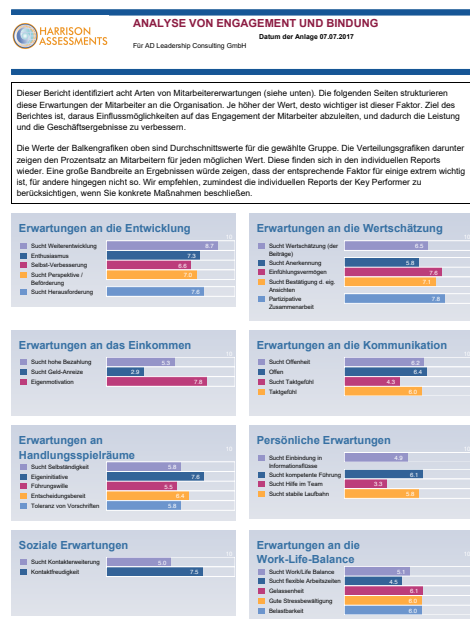 HARRISON
ASSESSMENTS
ANALYSE VON ENGAGEMENT UND BINDUNG
Datum der Anlage 07.07.2017
Für AD Leadership Consulting GmbH
Dieser Bericht identifiziert acht Arten von Mitarbeitererwartungen (siehe unten). Die folgenden Seiten strukturieren
diese Erwartungen der Mitarbeiter an die Organisation. Je höher der Wert, desto wichtiger ist dieser Faktor. Ziel des
Berichtes ist, daraus Einflussmöglichkeiten auf das Engagement der Mitarbeiter abzuleiten, und dadurch die Leistung
und die Geschäftsergebnisse zu verbessern.
Die Werte der Balkengrafiken oben sind Durchschnittswerte für die gewählte Gruppe. Die Verteilungsgrafiken darunter
zeigen den Prozentsatz an Mitarbeitern für jeden möglichen Wert. Diese finden sich in den individuellen Reports
wieder. Eine große Bandbreite an Ergebnissen würde zeigen, dass der entsprechende Faktor für einige extrem wichtig
ist, für andere hingegen nicht so. Wir empfehlen, zumindest die individuellen Reports der Key Performer zu
berücksichtigen, wenn Sie konkrete Maßnahmen beschließen.
Erwartungen an die Entwicklung
10
Sucht Weiterentwicklung 8.7
Enthusiasmus 7.3
Selbst-Verbesserung 6.6
Sucht Perspektive / 7.0
Beförderung
Sucht Herausforderung 7.6
Erwartungen an die Wertschätzung
10
Sucht Wertschätzung (der 6.5
Beiträge)
Sucht Anerkennung 5.8
Einfühlungsvermögen 7.6
Sucht Bestätigung d. eig. 7.1
Ansichten
Partizipative 7.8
Zusammenarbeit
Erwartungen an das Einkommen
10
Sucht hohe Bezahlung 5.3
Sucht Geld-Anreize 2.9
Eigenmotivation 7.8
Erwartungen an die Kommunikation
10
Sucht Offenheit 6.2
Offen 6.4
Sucht Taktgefühl 4.3
Taktgefühl 6.0
Erwartungen an
Handlungsspielräume
10
Sucht Selbständigkeit 5.8
Eigeninitiative 7.6
Führungswille 5.5
Entscheidungsbereit 6.4
Toleranz von Vorschriften 5.8
Persönliche Erwartungen
10
Sucht Einbindung in 4.9
Informationsflüsse
Sucht kompetente Führung 6.1
Sucht Hilfe im Team 3.3
Sucht stabile Laufbahn 5.8
Soziale Erwartungen
10
Sucht Kontakterweiterung 5.0
Kontaktfreudigkeit 7.5
Erwartungen an die
Work-Life-Balance
10
Sucht Work/Life Balance 5.1
Sucht flexible Arbeitszeiten 4.5
Gelassenheit 6.1
Gute Stressbewältigung 6.0
Belastbarkeit 6.0